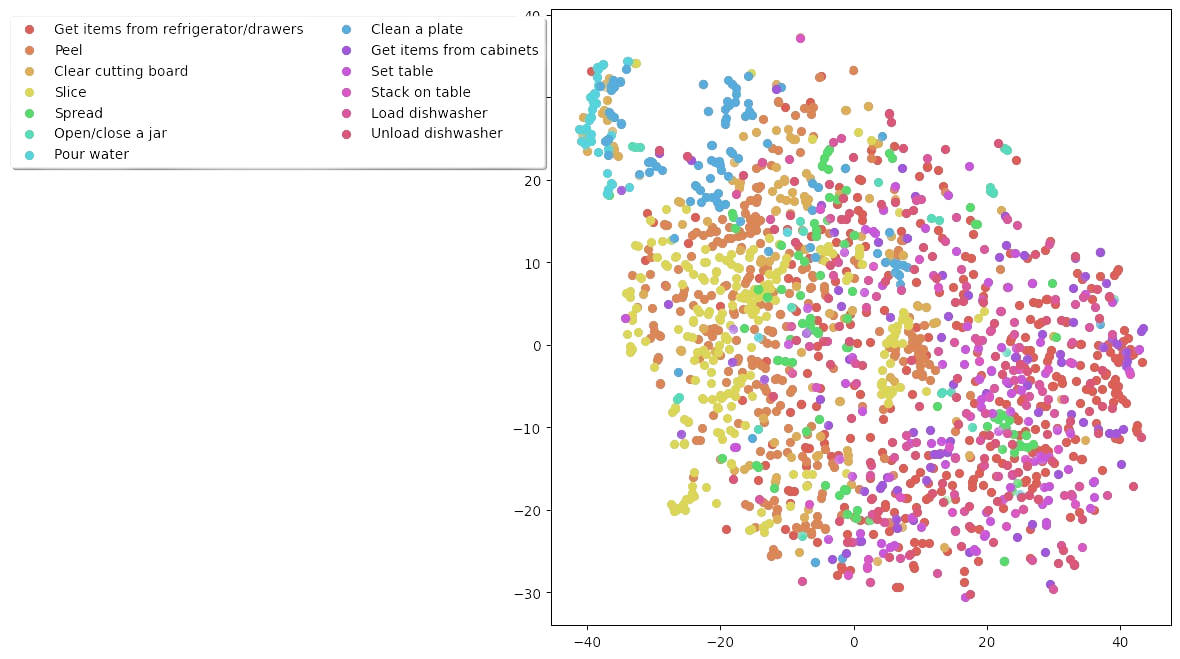 Get items from refrigerator/drawers
Peel
Clear cutting board
Slice
Spread
Open/close a jar
Pour water
Clean a plate
Get items from cabinets
Set table
Stack on table
Load dishwasher
Unload dishwasher
40
20
10
0
−10
−20
−30
−40
−20
0
20
40